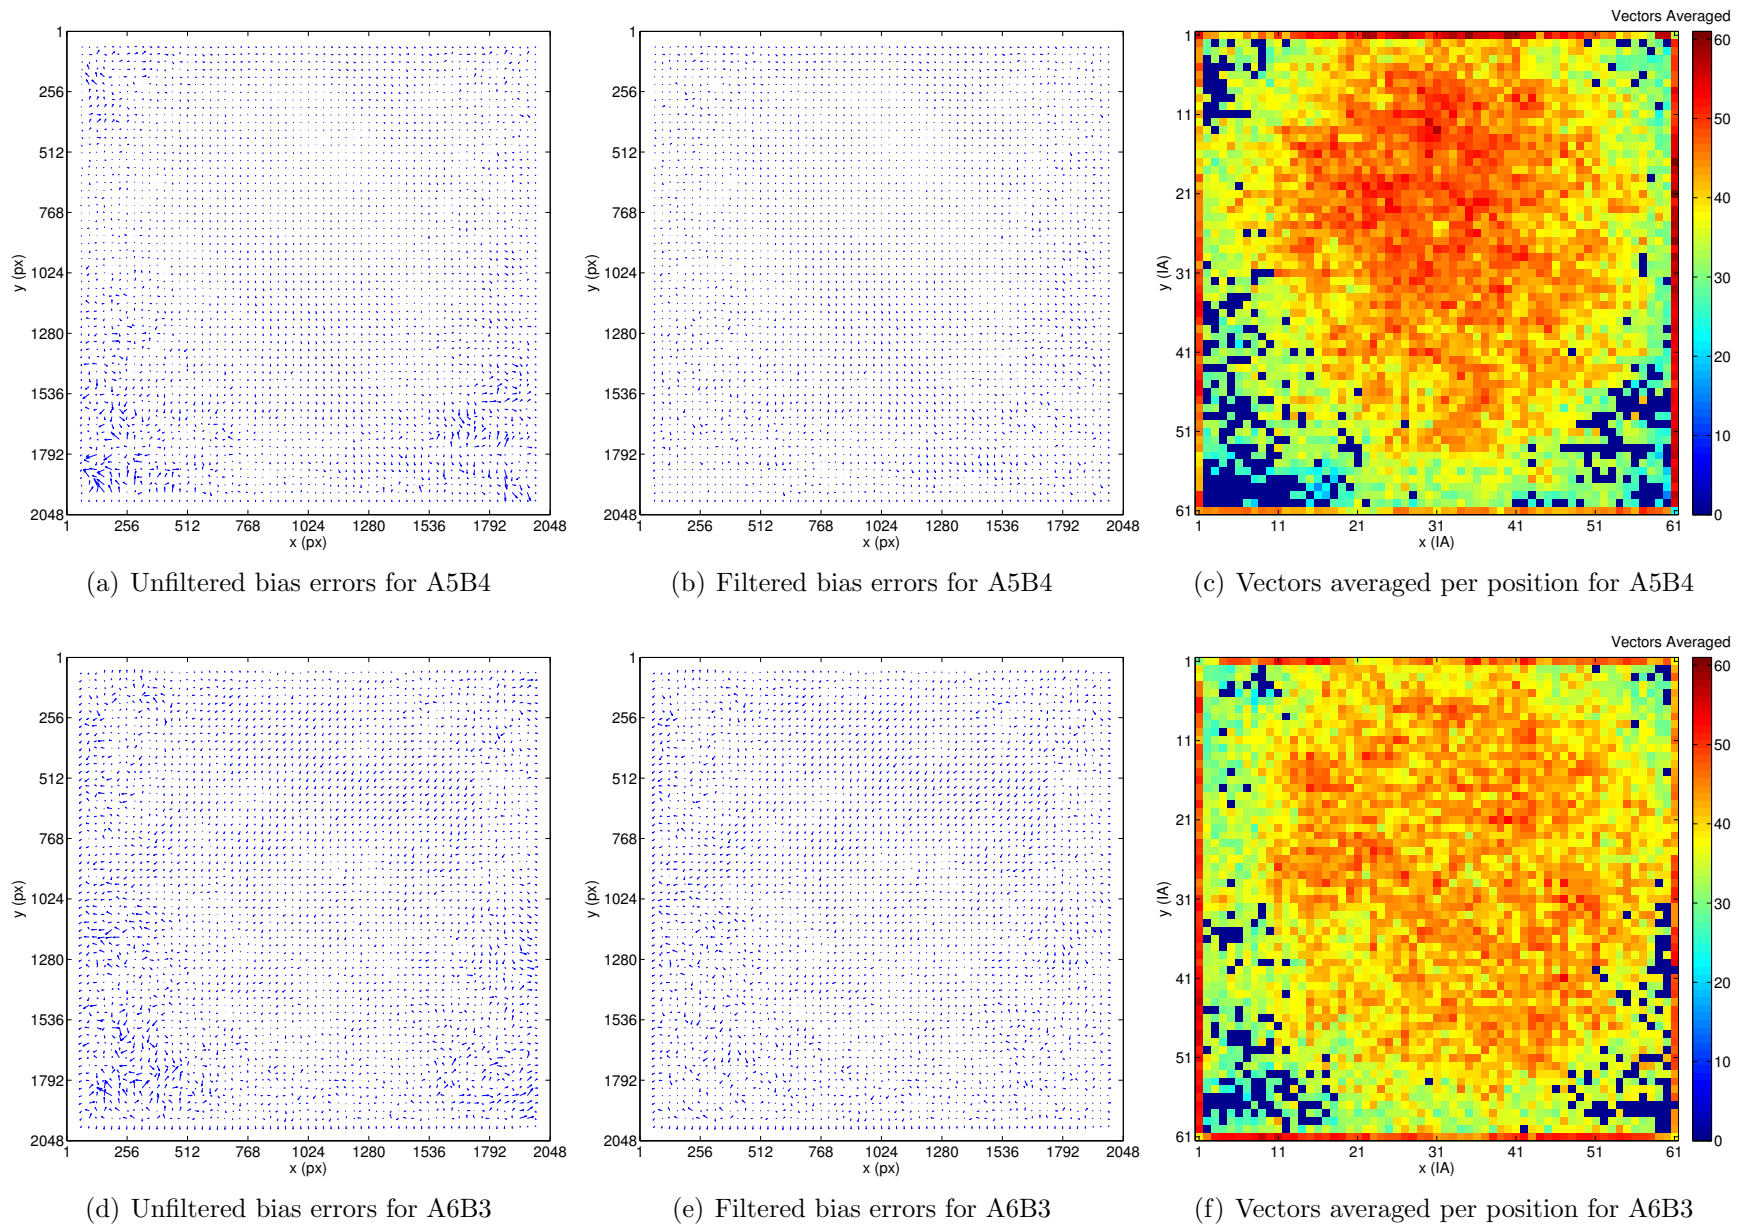 Vectors Averaged
1
256
512
768
1024
1280
1536
1792
2048
y (px)
1 256 512 768 1024 1280 1536 1792 2048
x (px)
1
256
512
768
1024
1280
1536
1792
2048
y (px)
1 256 512 768 1024 1280 1536 1792 2048
x (px)
1
11
21
31
41
51
61
y (IA)
1 11 21 31 41 51 61
x (IA)
60
50
40
30
20
10
0
(a) Unfiltered bias errors for A5B4
(b) Filtered bias errors for A5B4
(c) Vectors averaged per position for A5B4
Vectors Averaged
1
256
512
768
1024
1280
1536
1792
2048
y (px)
1 256 512 768 1024 1280 1536 1792 2048
x (px)
1
256
512
768
1024
1280
1536
1792
2048
y (px)
1 256 512 768 1024 1280 1536 1792 2048
x (px)
1
11
21
31
41
51
61
y (IA)
1 11 21 31 41 51 61
x (IA)
60
50
40
30
20
10
0
(d) Unfiltered bias errors for A6B3
(e) Filtered bias errors for A6B3
(f) Vectors averaged per position for A6B3